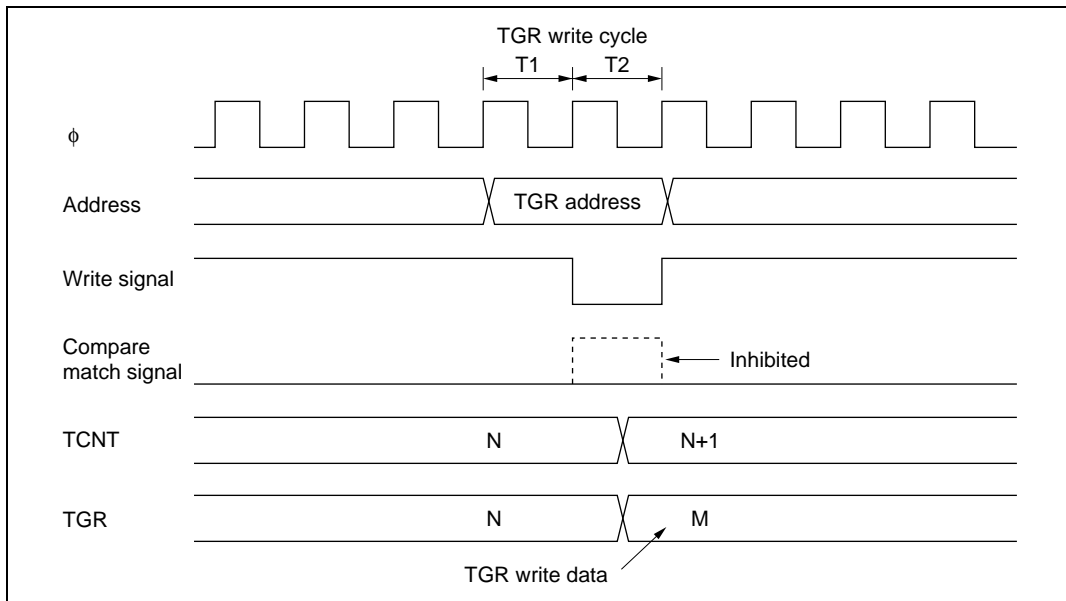 TGR write cycle
T1 T2
ϕ
Address TGR address
Write signal
Compare
match signal
Inhibited
TCNT N N+1
TGR N M
TGR write data